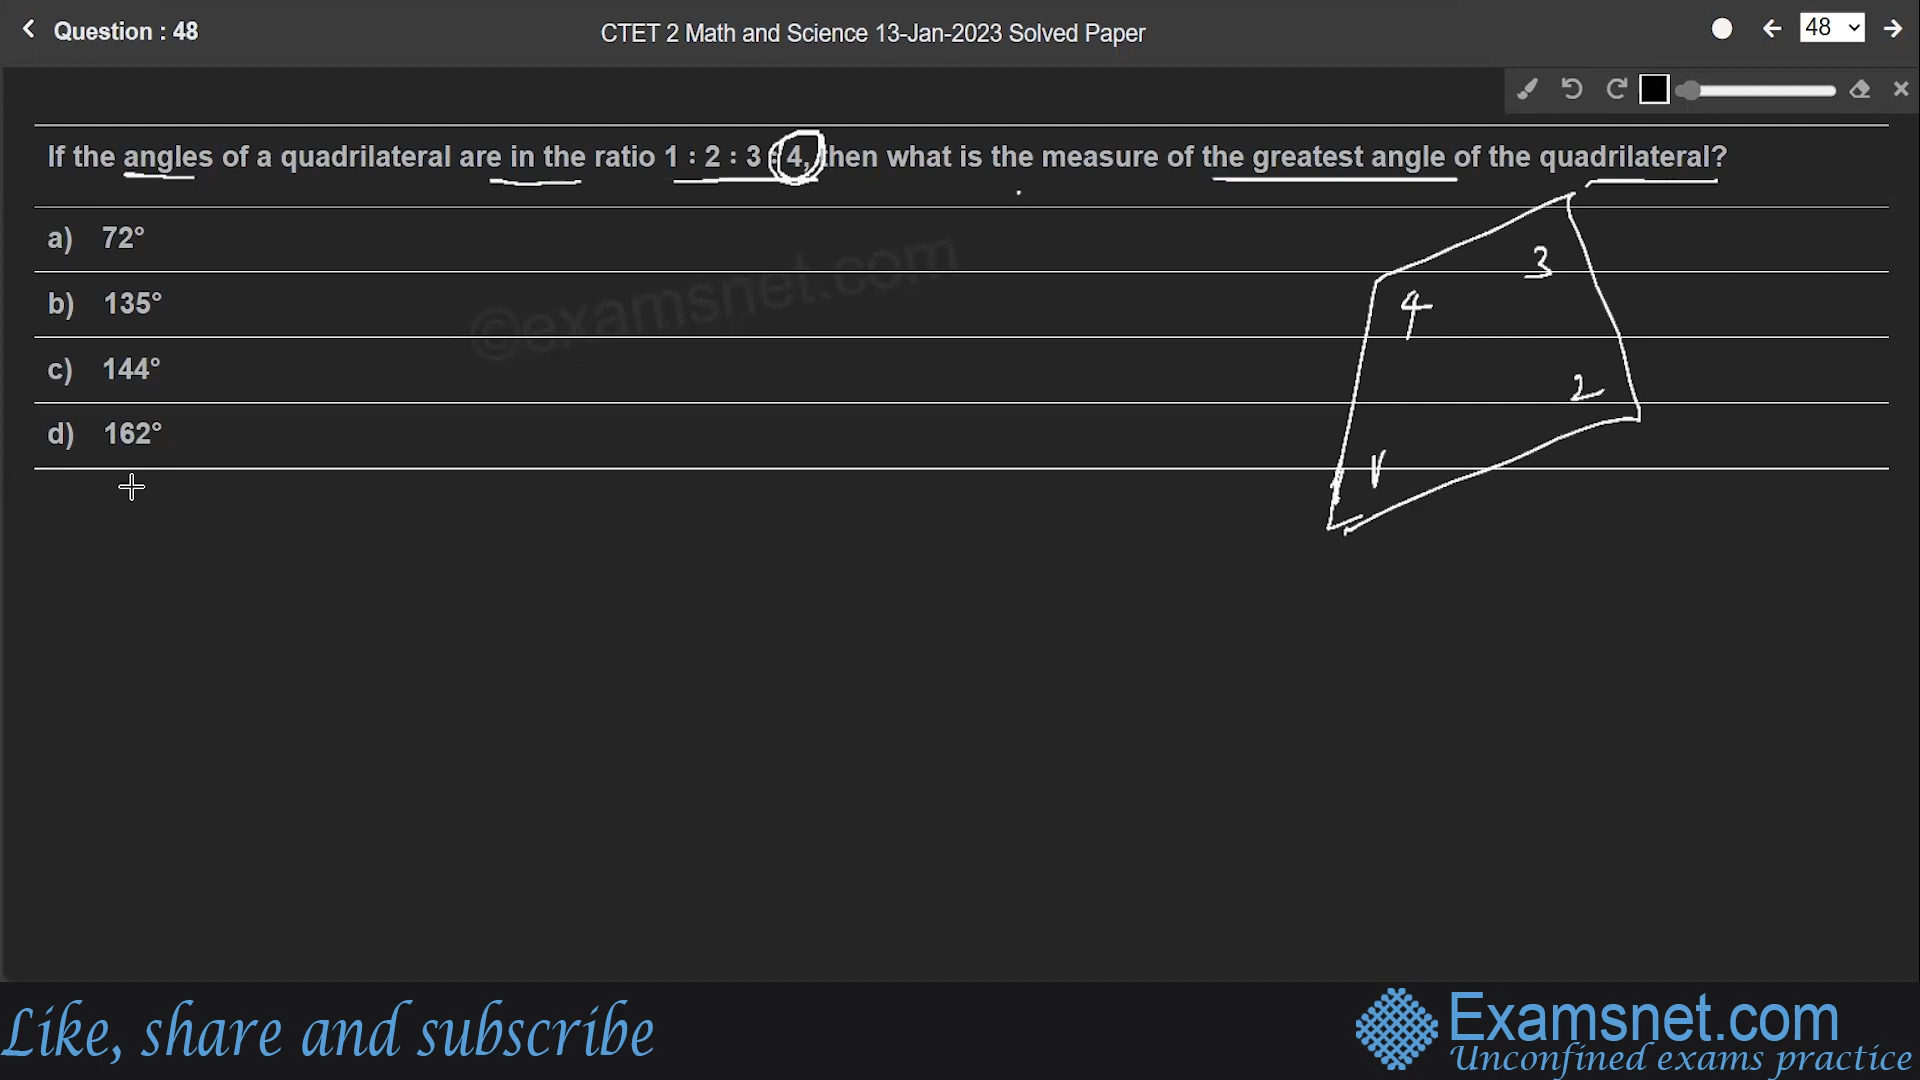 Question : 48
CTET 2 Math and Science 13-Jan-2023 Solved Paper
48
If the angles of a quadrilateral are in the ratio 1 : 2 : 3 : 4, then what is the measure of the greatest angle of the quadrilateral?
a) 72°
b) 135°
c) 144°
d) 162°
©examsnet.com
3
4
2
1
Like, share and subscribe
Examsnet.com
Unconfined exams practice